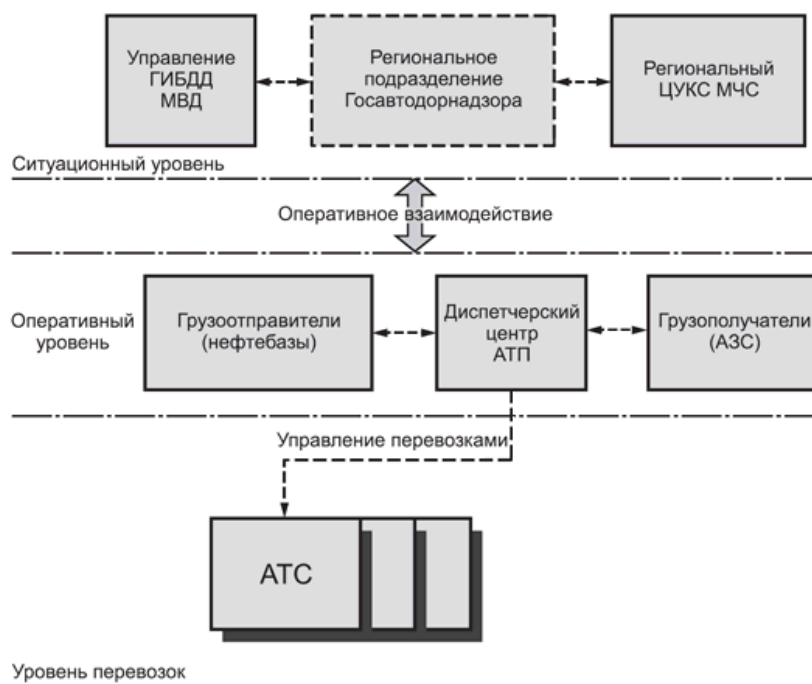 Управление
ГИБДД
МВД
Региональное
подразделение
Госавтодорнадзора
Региональный
ЦУКС МЧС
Ситуационный уровень
Оперативное взаимодействие
Оперативный
уровень
Грузоотправители
(нефтебазы)
Диспетчерский
центр
АТП
Грузополучатели
(АЗС)
Управление перевозками
АТС
Уровень перевозок